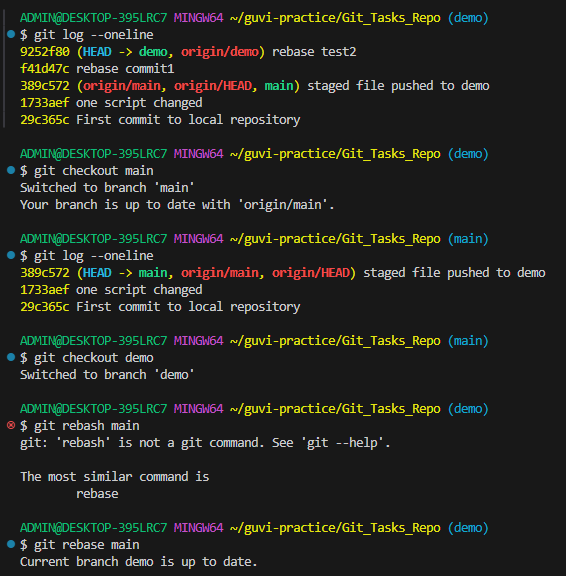 ADMIN@DESKTOP-395LRC7 MINGW64 ~/guvi-practice/Git_Tasks_Repo (demo)
$ git log --oneline
9252f80 (HEAD -> demo, origin/demo) rebase test2
f41d47c rebase commit1
389c572 (origin/main, origin/HEAD, main) staged file pushed to demo
1733aef one script changed
29c365c First commit to local repository
ADMIN@DESKTOP-395LRC7 MINGW64 ~/guvi-practice/Git_Tasks_Repo (demo)
$ git checkout main
Switched to branch 'main'
Your branch is up to date with 'origin/main'.
ADMIN@DESKTOP-395LRC7 MINGW64 ~/guvi-practice/Git_Tasks_Repo (main)
$ git log --oneline
389c572 (HEAD -> main, origin/main, origin/HEAD) staged file pushed to demo
1733aef one script changed
29c365c First commit to local repository
ADMIN@DESKTOP-395LRC7 MINGW64 ~/guvi-practice/Git_Tasks_Repo (main)
$ git checkout demo
Switched to branch 'demo'
ADMIN@DESKTOP-395LRC7 MINGW64 ~/guvi-practice/Git_Tasks_Repo (demo)
$ git rebash main
git: 'rebash' is not a git command. See 'git --help'.
The most similar command is
rebase
ADMIN@DESKTOP-395LRC7 MINGW64 ~/guvi-practice/Git_Tasks_Repo (demo)
$ git rebase main
Current branch demo is up to date.